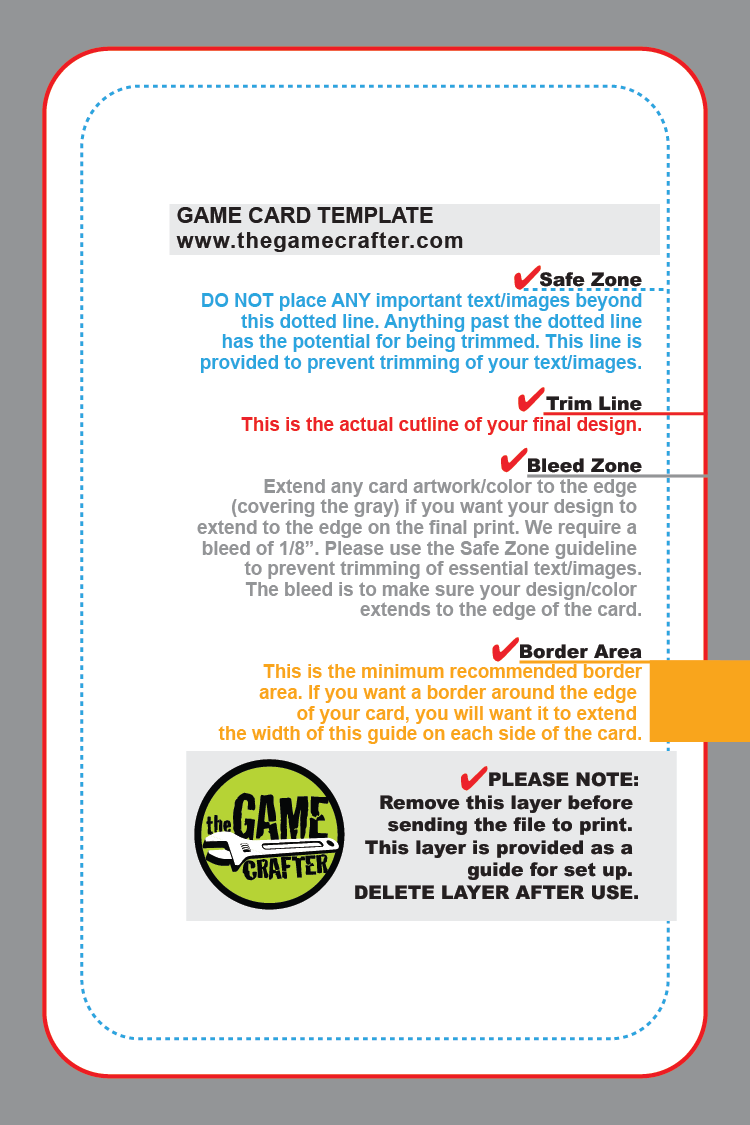 GAME CARD TEMPLATE
www.thegamecrafter.com
Safe Zone
DO NOT place ANY important text/images beyond
this dotted line. Anything past the dotted line
has the potential for being trimmed. This line is
provided to prevent trimming of your text/images.
Trim Line
This is the actual cutline of your final design.
Bleed Zone
Extend any card artwork/color to the edge
(covering the gray) if you want your design to
extend to the edge on the final print. We require a
bleed of 1/8”. Please use the Safe Zone guideline
to prevent trimming of essential text/images.
The bleed is to make sure your design/color
extends to the edge of the card.
Border Area
This is the minimum recommended border
area. If you want a border around the edge
of your card, you will want it to extend
the width of this guide on each side of the card.
the GAME
CRAFTER
PLEASE NOTE:
Remove this layer before
sending the file to print.
This layer is provided as a
guide for set up.
DELETE LAYER AFTER USE.